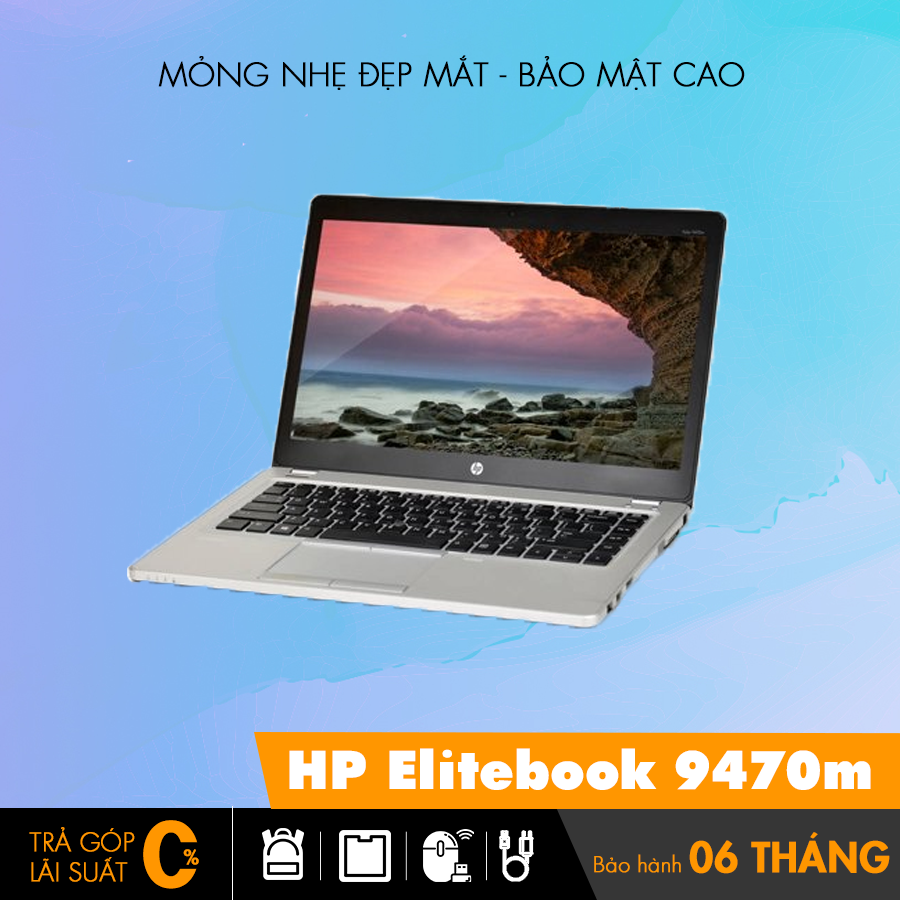 MỎNG NHẸ ĐẸP MẮT - BẢO MẬT CAO
hp
HP Elitebook 9470m
TRẢ GÓP
LÃI SUẤT
0%
Bảo hành 06 THÁNG